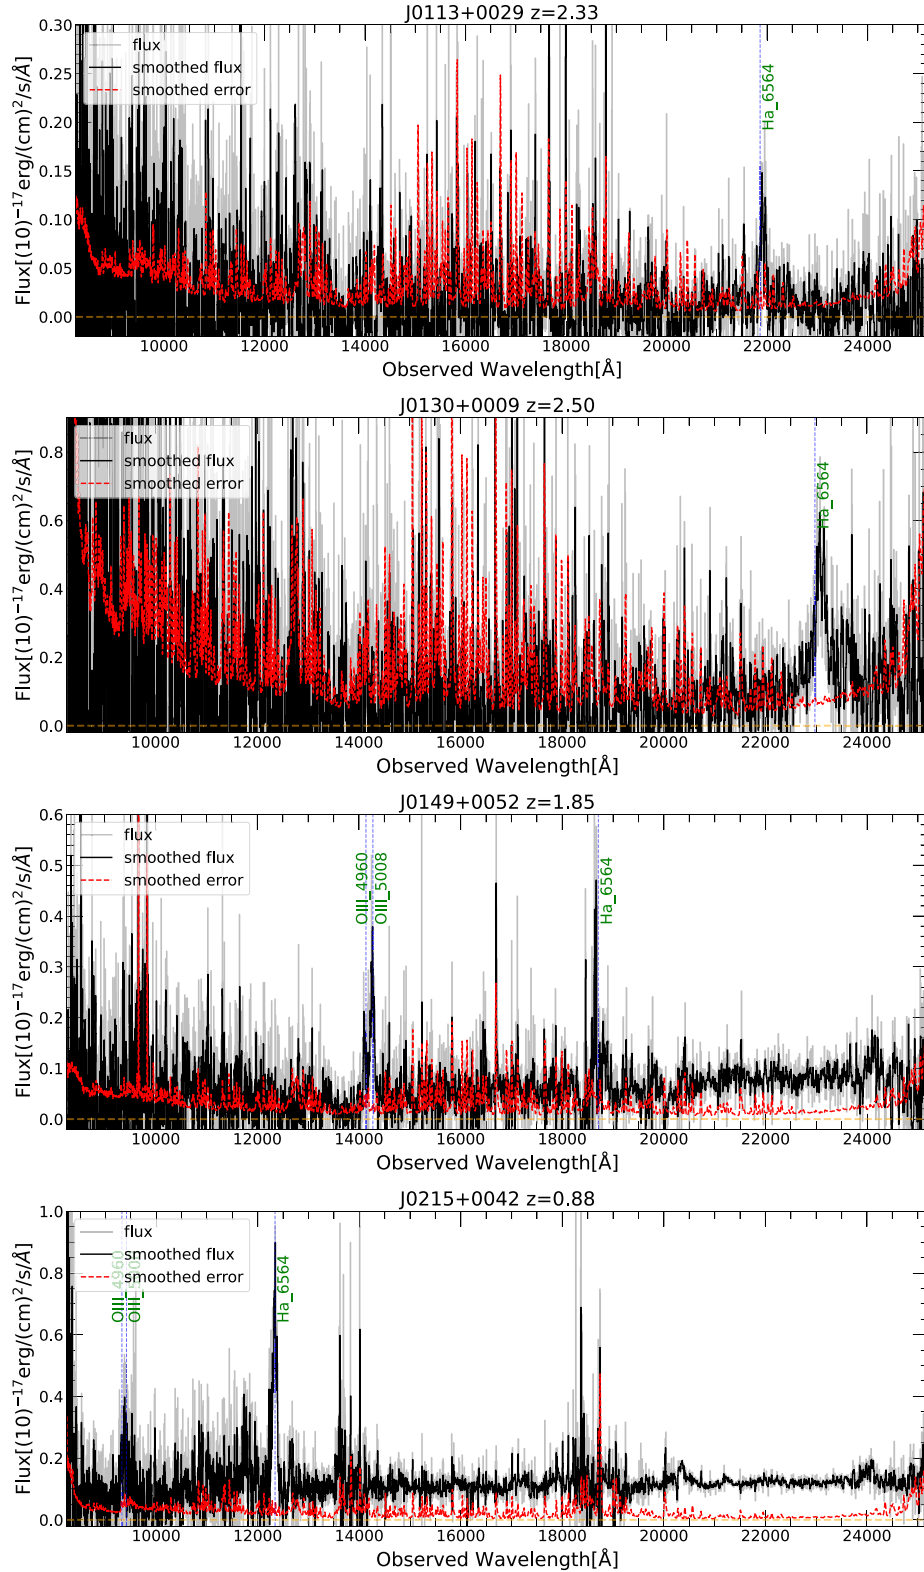 J0113+0029 z=2.33
flux
smoothed flux
smoothed error
Ha_6564
0.30
0.25
0.20
0.15
0.10
0.05
0.00
Flux[(10)⁻¹⁷erg/(cm)²/s/Å]
10000 12000 14000 16000 18000 20000 22000 24000
Observed Wavelength[Å]
J0130+0009 z=2.50
flux
smoothed flux
smoothed error
Ha_6564
0.8
0.6
0.4
0.2
0.0
Flux[(10)⁻¹⁷erg/(cm)²/s/Å]
10000 12000 14000 16000 18000 20000 22000 24000
Observed Wavelength[Å]
J0149+0052 z=1.85
flux
smoothed flux
smoothed error
OIII_4960
OIII_5008
Ha_6564
0.6
0.5
0.4
0.3
0.2
0.1
0.0
Flux[(10)⁻¹⁷erg/(cm)²/s/Å]
10000 12000 14000 16000 18000 20000 22000 24000
Observed Wavelength[Å]
J0215+0042 z=0.88
flux
smoothed flux
smoothed error
OIII_4960
OIII_5008
Ha_6564
1.0
0.8
0.6
0.4
0.2
0.0
Flux[(10)⁻¹⁷erg/(cm)²/s/Å]
10000 12000 14000 16000 18000 20000 22000 24000
Observed Wavelength[Å]